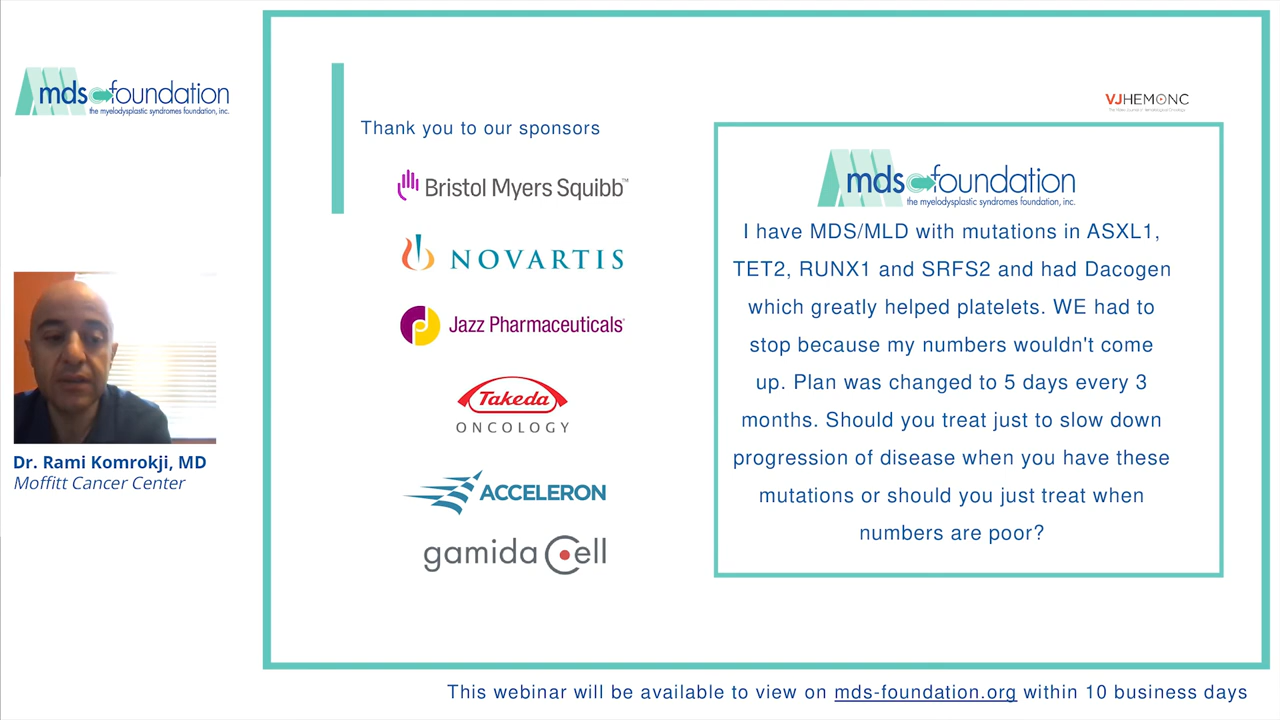 mds foundation
the myelodysplastic syndromes foundation, inc.
Dr. Rami Komrokji, MD
Moffitt Cancer Center
Thank you to our sponsors
Bristol Myers Squibb™
NOVARTIS
Jazz Pharmaceuticals
Takeda
ONCOLOGY
ACCELERON
gamida Cell
VJHEMONC
mds foundation
the myelodysplastic syndromes foundation, inc.
I have MDS/MLD with mutations in ASXL1,
TET2, RUNX1 and SRFS2 and had Dacogen
which greatly helped platelets. WE had to
stop because my numbers wouldn't come
up. Plan was changed to 5 days every 3
months. Should you treat just to slow down
progression of disease when you have these
mutations or should you just treat when
numbers are poor?
This webinar will be available to view on mds-foundation.org within 10 business days